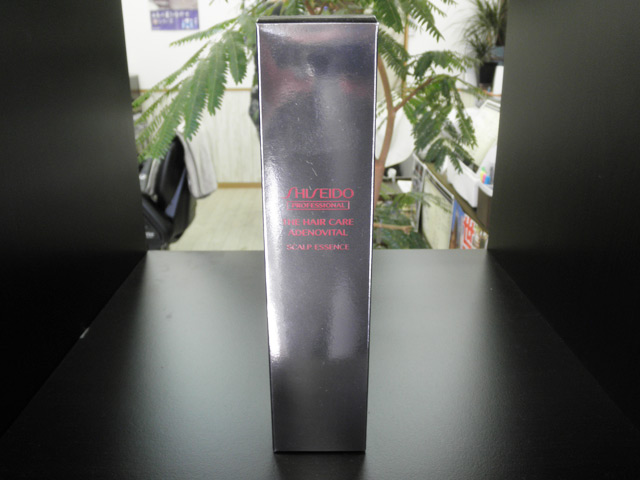 SHISEIDO
PROFESSIONAL
THE HAIR CARE
ADENOVITAL
SCALP ESSENCE